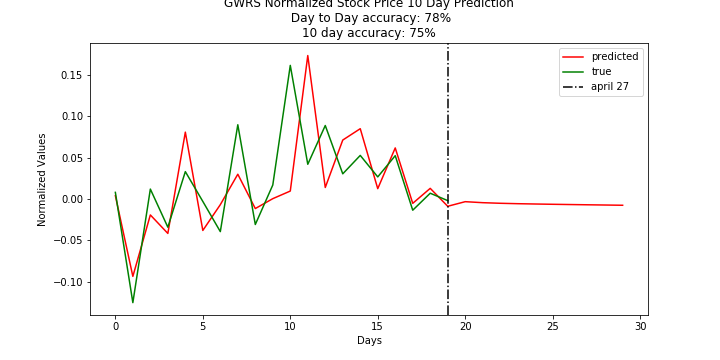 GWRS Normalized Stock Price 10 Day Prediction
Day to Day accuracy: 78%
10 day accuracy: 75%
predicted
true
april 27
0.15
0.10
0.05
0.00
−0.05
−0.10
Normalized Values
0 5 10 15 20 25 30
Days